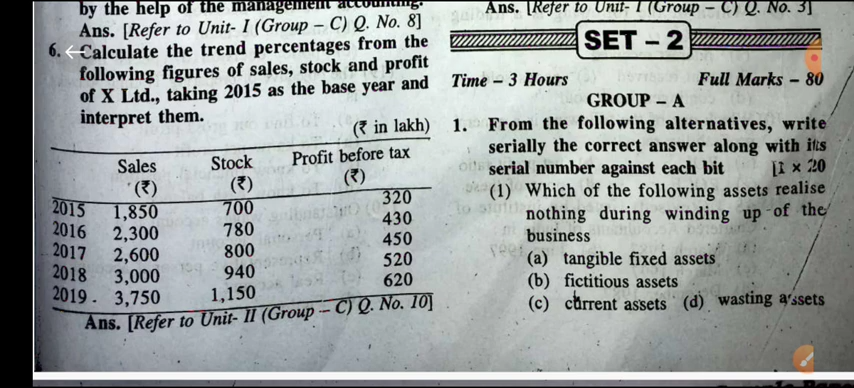 by the help of the management accounting.
Ans. [Refer to Unit- I (Group – C) Q. No. 8]
6. Calculate the trend percentages from the
following figures of sales, stock and profit
of X Ltd., taking 2015 as the base year and
interpret them.
(₹ in lakh)
Sales Stock Profit before tax
(₹) (₹) (₹)
2015 1,850 700 320
2016 2,300 780 430
2017 2,600 800 450
2018 3,000 940 520
2019 3,750 1,150 620
Ans. [Refer to Unit- II (Group – C) Q. No. 10]
Ans. [Refer to Unit- I (Group – C) Q. No. 3]
SET – 2
Time – 3 Hours Full Marks – 80
GROUP – A
1. From the following alternatives, write
serially the correct answer along with its
serial number against each bit [1 × 20
(1) Which of the following assets realise
nothing during winding up of the
business
(a) tangible fixed assets
(b) fictitious assets
(c) current assets (d) wasting assets